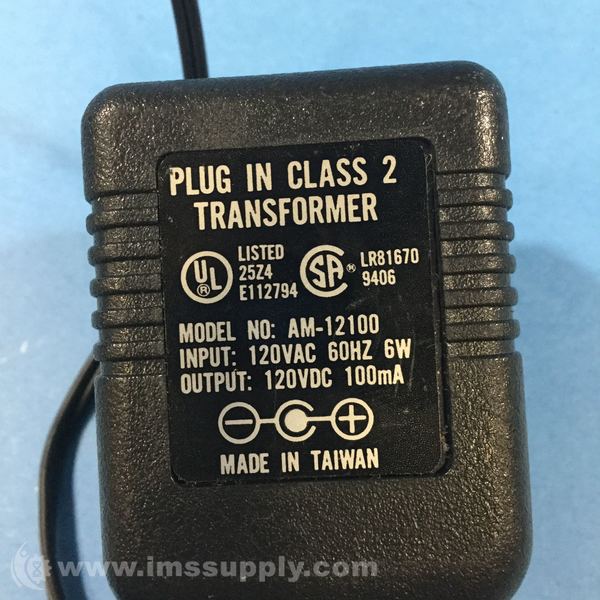 PLUG IN CLASS 2
TRANSFORMER
UL ®
LISTED
25Z4
E112794
SA ®
LR81670
9406
MODEL NO: AM-12100
INPUT: 120VAC 60HZ 6W
OUTPUT: 120VDC 100mA
MADE IN TAIWAN
www.imssupply.com